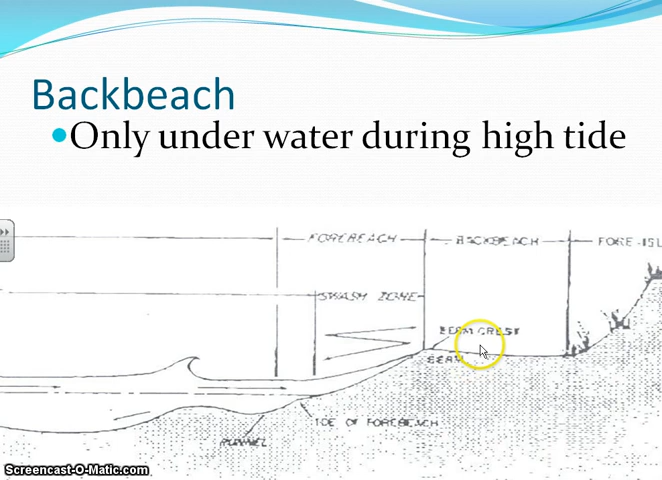 Backbeach
Only under water during high tide
FOREBEACH
BACKBEACH
FORE-ISL
SWASH ZONE
BERM CREST
BERM
TOE OF FOREBEACH
RUNNEL
Screencast-O-Matic.com